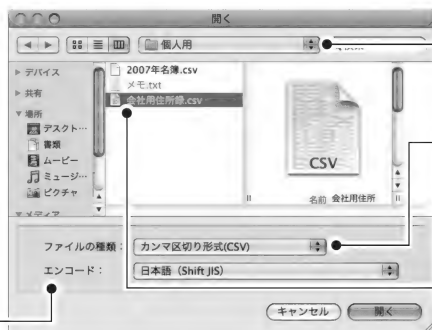 開く
個人用
デバイス
共有
場所
デスクト…
書類
ムービー
ミュージ…
ピクチャ
メディア
2007年名簿.csv
メモ.txt
会社用住所録.csv
CSV
名前 会社用住所
ファイルの種類： カンマ区切り形式(CSV)
エンコード： 日本語（Shift JIS）
キャンセル
開く